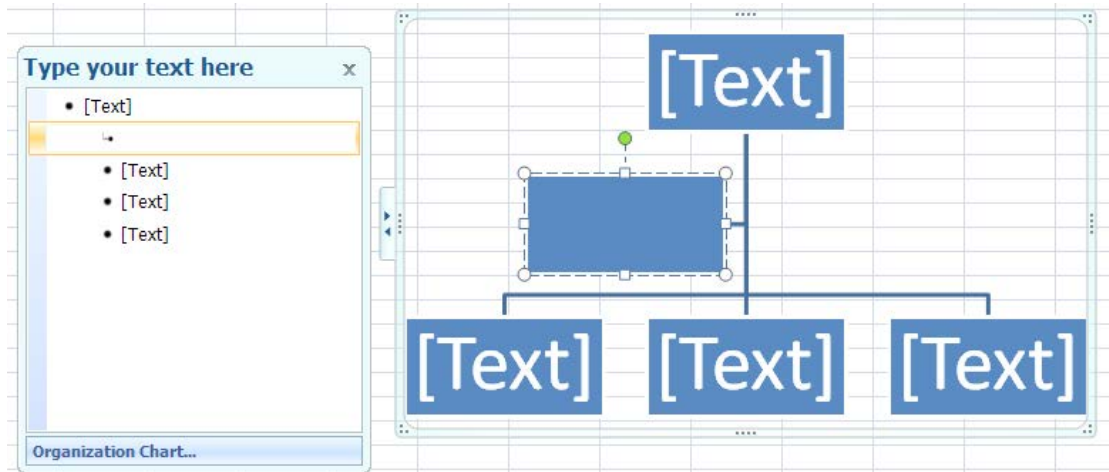 Type your text here x
• [Text]
• [Text]
• [Text]
• [Text]
Organization Chart...
[Text]
[Text] [Text] [Text]